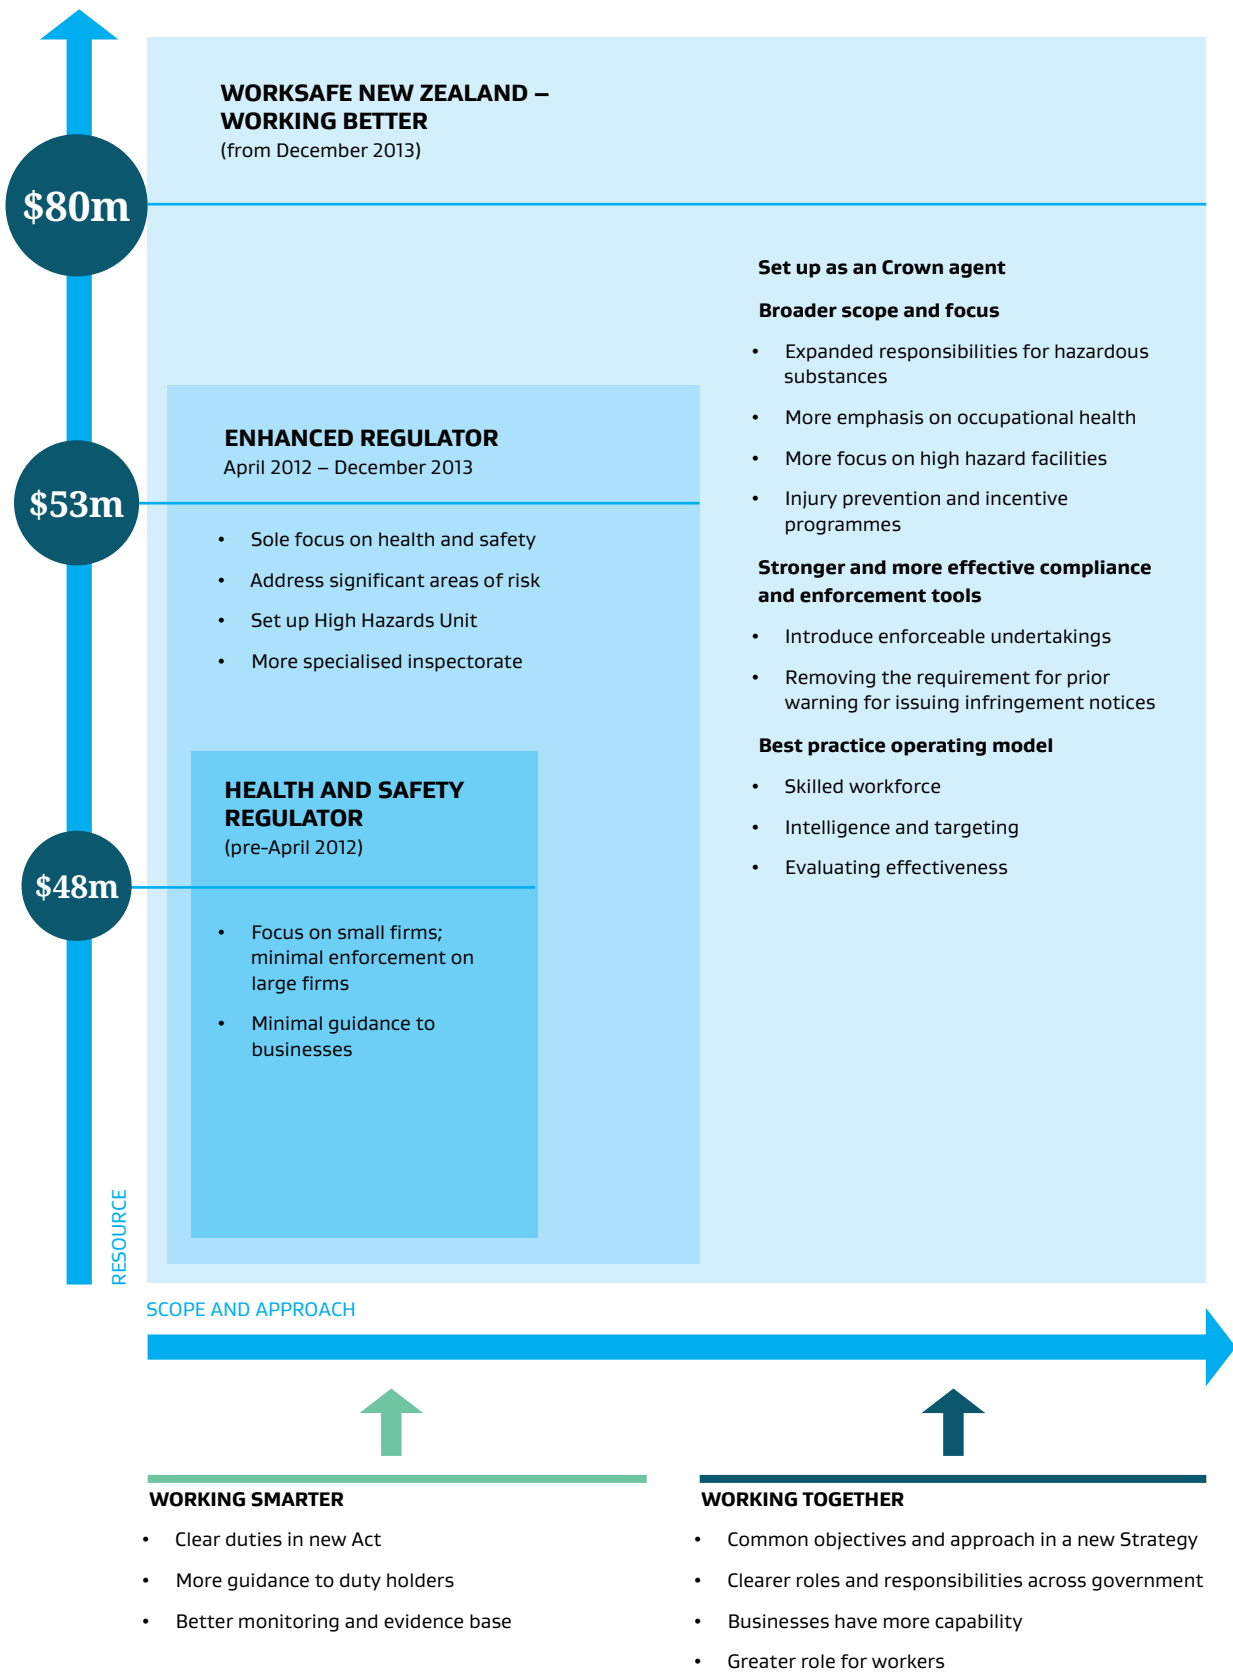 WORKSAFE NEW ZEALAND –
WORKING BETTER
(from December 2013)
$80m
Set up as an Crown agent
Broader scope and focus
• Expanded responsibilities for hazardous
substances
• More emphasis on occupational health
• More focus on high hazard facilities
• Injury prevention and incentive
programmes
Stronger and more effective compliance
and enforcement tools
• Introduce enforceable undertakings
• Removing the requirement for prior
warning for issuing infringement notices
Best practice operating model
• Skilled workforce
• Intelligence and targeting
• Evaluating effectiveness
ENHANCED REGULATOR
April 2012 – December 2013
$53m
• Sole focus on health and safety
• Address significant areas of risk
• Set up High Hazards Unit
• More specialised inspectorate
HEALTH AND SAFETY
REGULATOR
(pre-April 2012)
$48m
• Focus on small firms;
minimal enforcement on
large firms
• Minimal guidance to
businesses
RESOURCE
SCOPE AND APPROACH
WORKING SMARTER
• Clear duties in new Act
• More guidance to duty holders
• Better monitoring and evidence base
WORKING TOGETHER
• Common objectives and approach in a new Strategy
• Clearer roles and responsibilities across government
• Businesses have more capability
• Greater role for workers